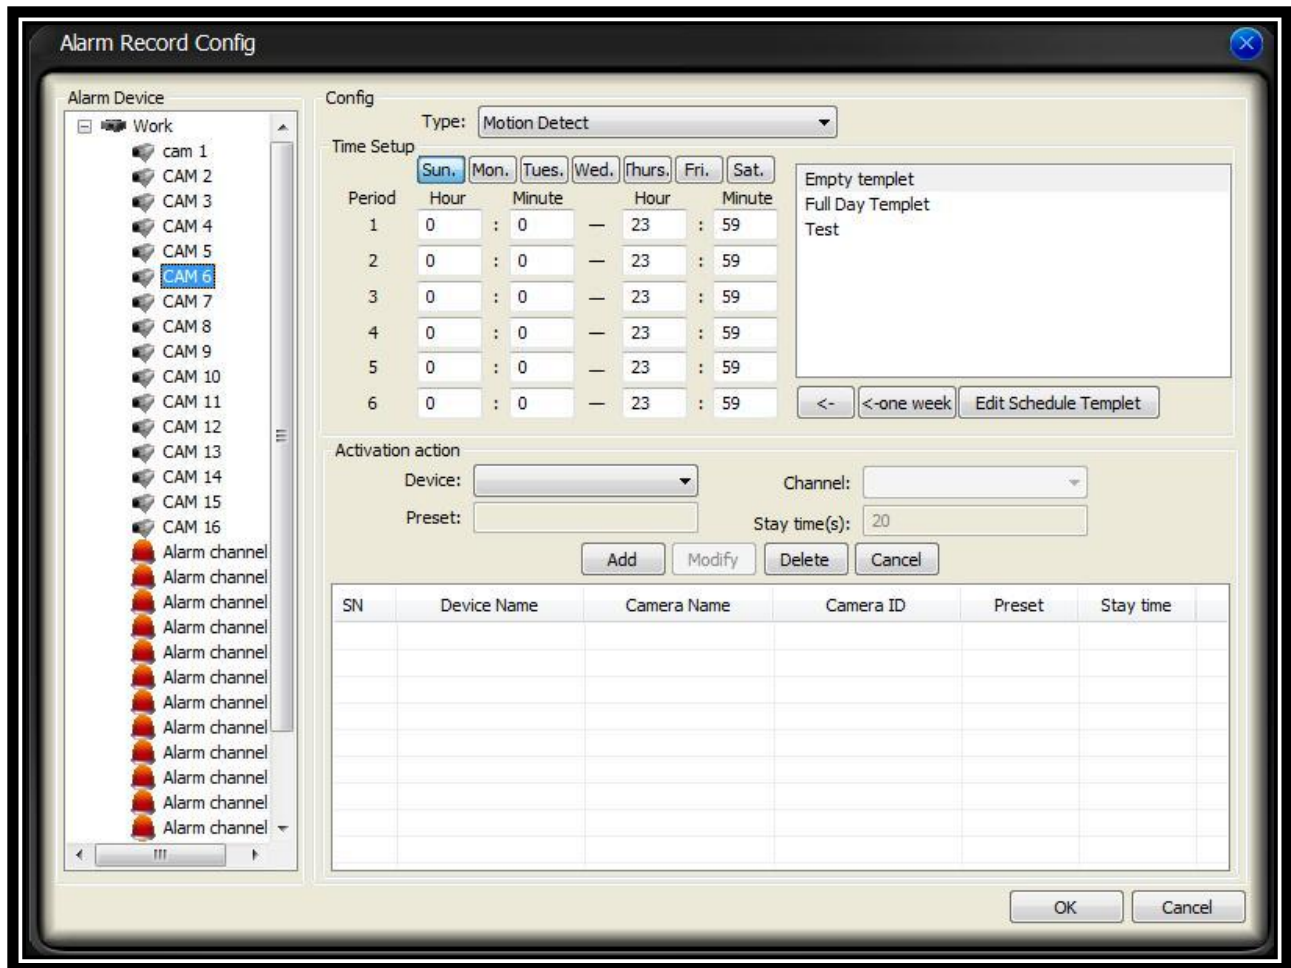 Alarm Record Config
Alarm Device
Work
cam 1
CAM 2
CAM 3
CAM 4
CAM 5
CAM 6
CAM 7
CAM 8
CAM 9
CAM 10
CAM 11
CAM 12
CAM 13
CAM 14
CAM 15
CAM 16
Alarm channel
Alarm channel
Alarm channel
Alarm channel
Alarm channel
Alarm channel
Alarm channel
Alarm channel
Alarm channel
Alarm channel
Alarm channel
Alarm channel
Config
Type: Motion Detect
Time Setup
Sun. Mon. Tues. Wed. Thurs. Fri. Sat.
Period Hour Minute Hour Minute
1 0 : 0 — 23 : 59
2 0 : 0 — 23 : 59
3 0 : 0 — 23 : 59
4 0 : 0 — 23 : 59
5 0 : 0 — 23 : 59
6 0 : 0 — 23 : 59
Empty templet
Full Day Templet
Test
<- <-one week Edit Schedule Templet
Activation action
Device: Channel:
Preset: Stay time(s): 20
Add Modify Delete Cancel
SN Device Name Camera Name Camera ID Preset Stay time
OK Cancel